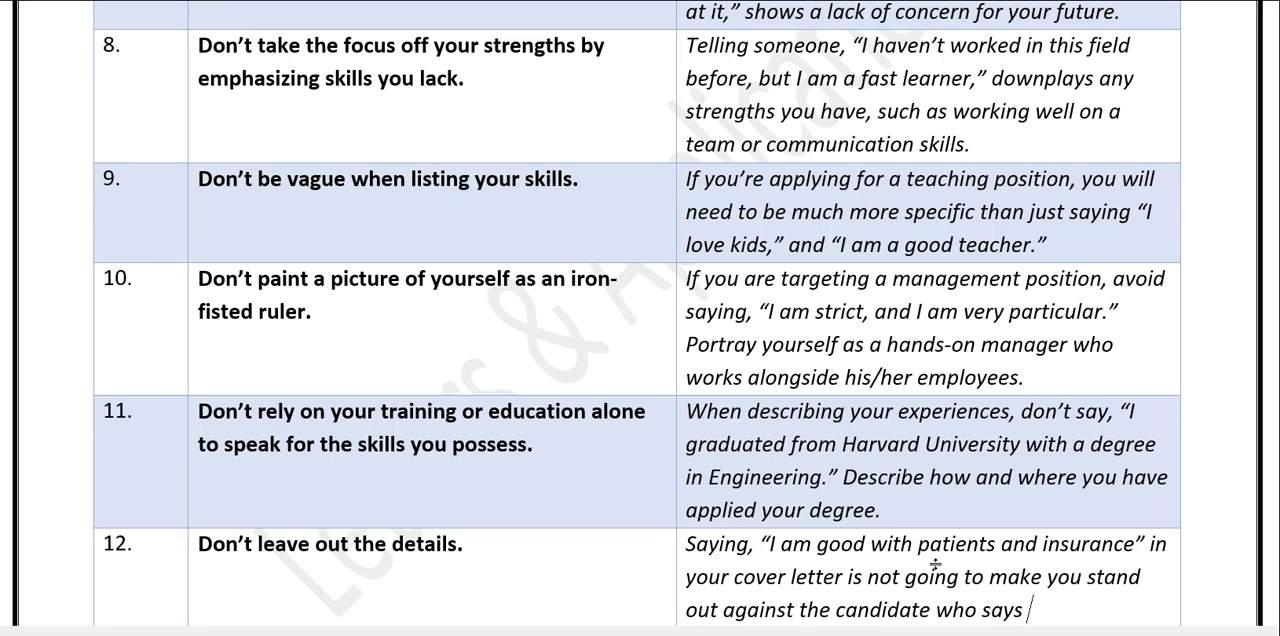 at it,” shows a lack of concern for your future.
8.
Don’t take the focus off your strengths by
emphasizing skills you lack.
Telling someone, “I haven’t worked in this field
before, but I am a fast learner,” downplays any
strengths you have, such as working well on a
team or communication skills.
9.
Don’t be vague when listing your skills.
If you’re applying for a teaching position, you will
need to be much more specific than just saying “I
love kids,” and “I am a good teacher.”
10.
Don’t paint a picture of yourself as an iron-
fisted ruler.
If you are targeting a management position, avoid
saying, “I am strict, and I am very particular.”
Portray yourself as a hands-on manager who
works alongside his/her employees.
11.
Don’t rely on your training or education alone
to speak for the skills you possess.
When describing your experiences, don’t say, “I
graduated from Harvard University with a degree
in Engineering.” Describe how and where you have
applied your degree.
12.
Don’t leave out the details.
Saying, “I am good with patients and insurance” in
your cover letter is not going to make you stand
out against the candidate who says